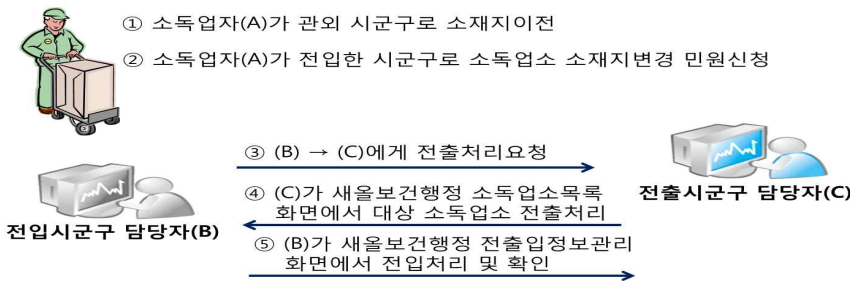 ① 소독업자(A)가 관외 시군구로 소재지이전
② 소독업자(A)가 전입한 시군구로 소독업소 소재지변경 민원신청
③ (B) → (C)에게 전출처리요청
④ (C)가 새올보건행정 소독업소목록
화면에서 대상 소독업소 전출처리
⑤ (B)가 새올보건행정 전출입정보관리
화면에서 전입처리 및 확인
전입시군구 담당자(B)
전출시군구 담당자(C)